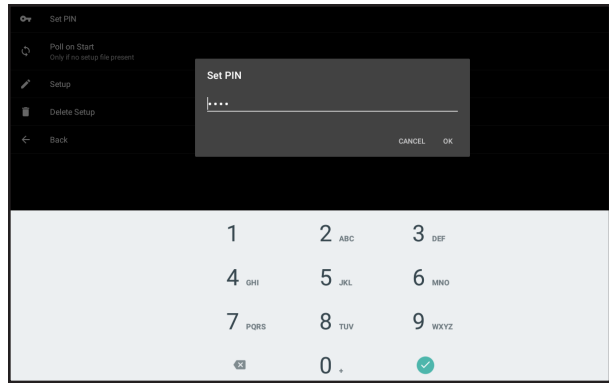 Set PIN
Poll on Start
Only if no setup file present
Setup
Delete Setup
Back
Set PIN
••••
CANCEL OK
1 2 ABC 3 DEF
4 GHI 5 JKL 6 MNO
7 PQRS 8 TUV 9 WXYZ
0 +